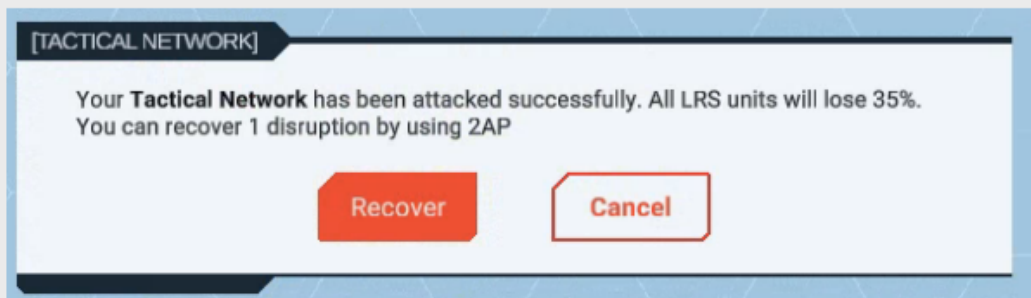 [TACTICAL NETWORK]
Your Tactical Network has been attacked successfully. All LRS units will lose 35%.
You can recover 1 disruption by using 2AP
Recover
Cancel